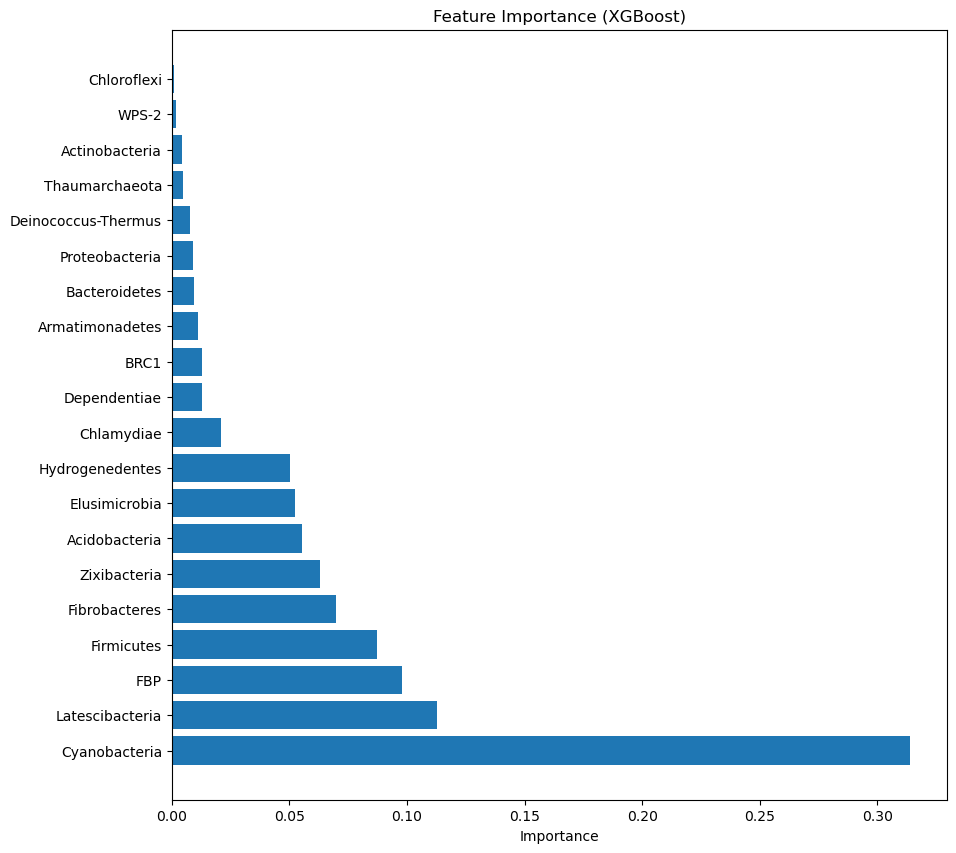 Feature Importance (XGBoost)
Chloroflexi
WPS-2
Actinobacteria
Thaumarchaeota
Deinococcus-Thermus
Proteobacteria
Bacteroidetes
Armatimonadetes
BRC1
Dependentiae
Chlamydiae
Hydrogenedentes
Elusimicrobia
Acidobacteria
Zixibacteria
Fibrobacteres
Firmicutes
FBP
Latescibacteria
Cyanobacteria
0.00 0.05 0.10 0.15 0.20 0.25 0.30
Importance